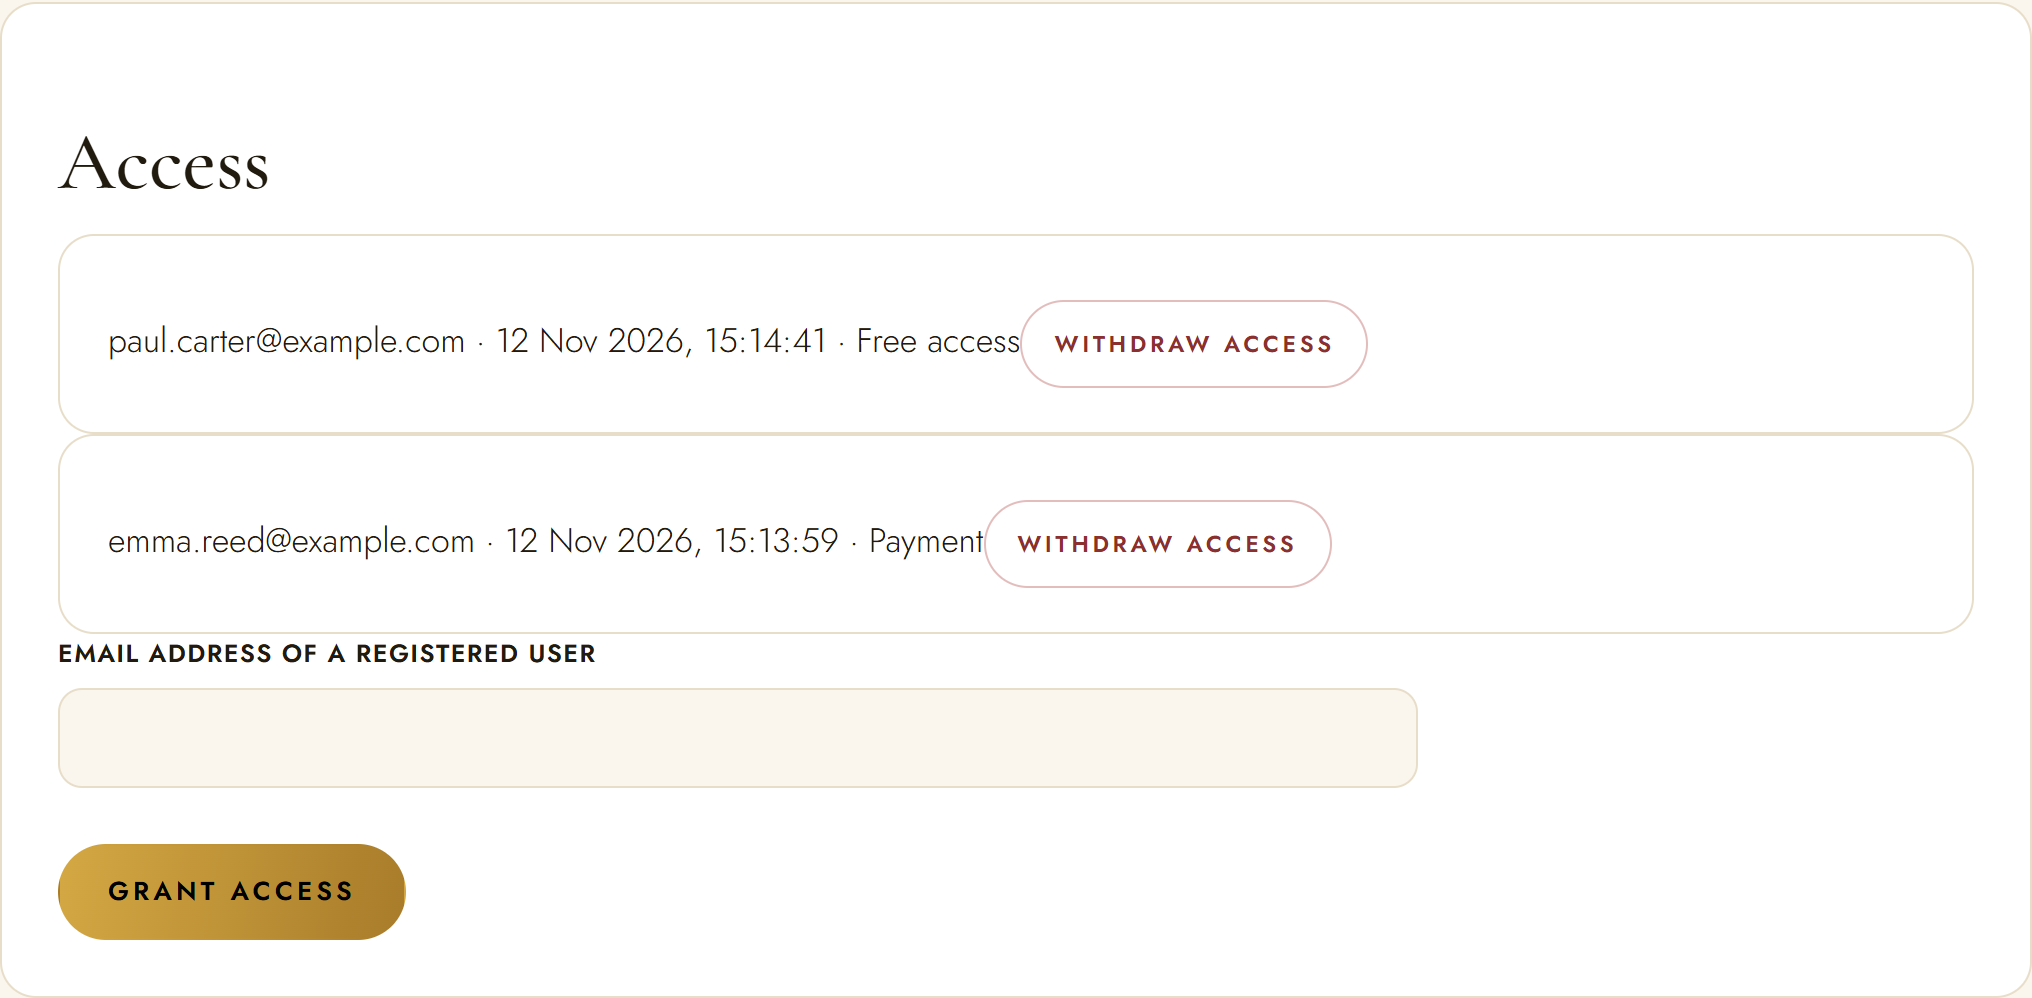 Access
paul.carter@example.com · 12 Nov 2026, 15:14:41 · Free access WITHDRAW ACCESS
emma.reed@example.com · 12 Nov 2026, 15:13:59 · Payment WITHDRAW ACCESS
EMAIL ADDRESS OF A REGISTERED USER
GRANT ACCESS